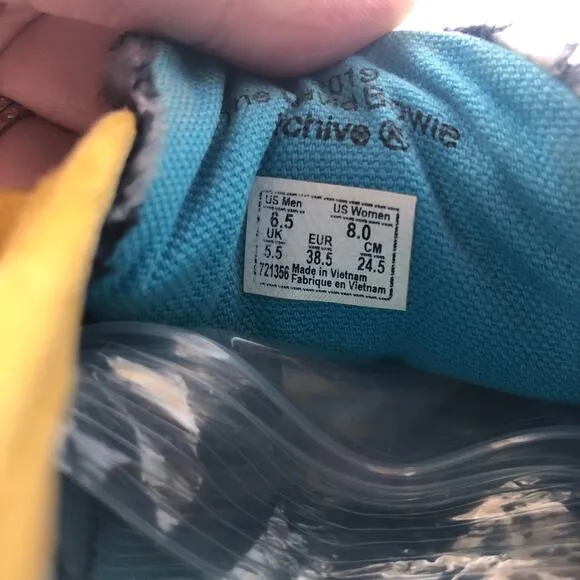 Bowie
US Men US Women
6.5 8.0
UK EUR CM
5.5 38.5 24.5
721356 Made in Vietnam
Fabrique en Vietnam